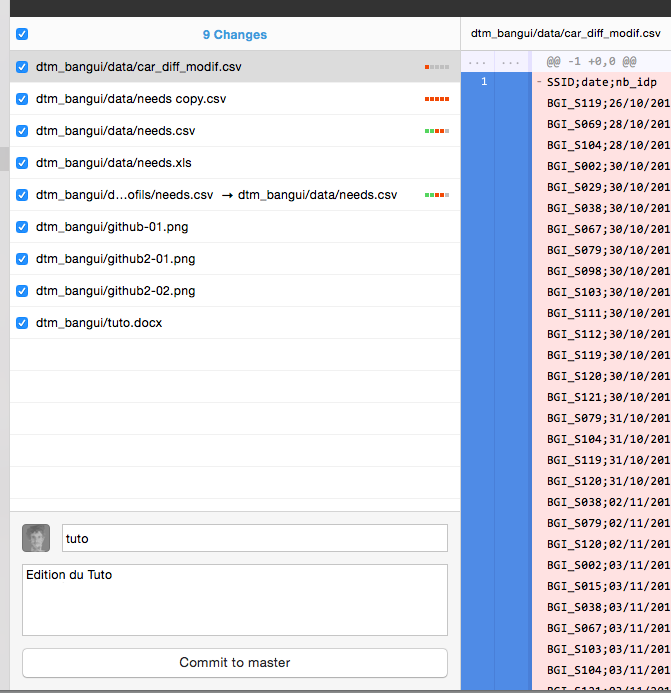 9 Changes
dtm_bangui/data/car_diff_modif.csv
dtm_bangui/data/needs copy.csv
dtm_bangui/data/needs.csv
dtm_bangui/data/needs.xls
dtm_bangui/d...ofils/needs.csv → dtm_bangui/data/needs.csv
dtm_bangui/github-01.png
dtm_bangui/github2-01.png
dtm_bangui/github2-02.png
dtm_bangui/tuto.docx
tuto
Edition du Tuto
Commit to master
dtm_bangui/data/car_diff_modif.csv
... ... @@ -1 +0,0 @@
1 - SSID;date;nb_idp
BGI_S119;26/10/201
BGI_S069;28/10/201
BGI_S104;28/10/201
BGI_S002;30/10/201
BGI_S029;30/10/201
BGI_S038;30/10/201
BGI_S067;30/10/201
BGI_S079;30/10/201
BGI_S098;30/10/201
BGI_S103;30/10/201
BGI_S111;30/10/201
BGI_S112;30/10/201
BGI_S119;30/10/201
BGI_S120;30/10/201
BGI_S121;30/10/201
BGI_S079;31/10/201
BGI_S104;31/10/201
BGI_S119;31/10/201
BGI_S120;31/10/201
BGI_S038;02/11/201
BGI_S079;02/11/201
BGI_S120;02/11/201
BGI_S002;03/11/201
BGI_S015;03/11/201
BGI_S038;03/11/201
BGI_S067;03/11/201
BGI_S103;03/11/201
BGI_S104;03/11/201
BGI_S121;03/11/201